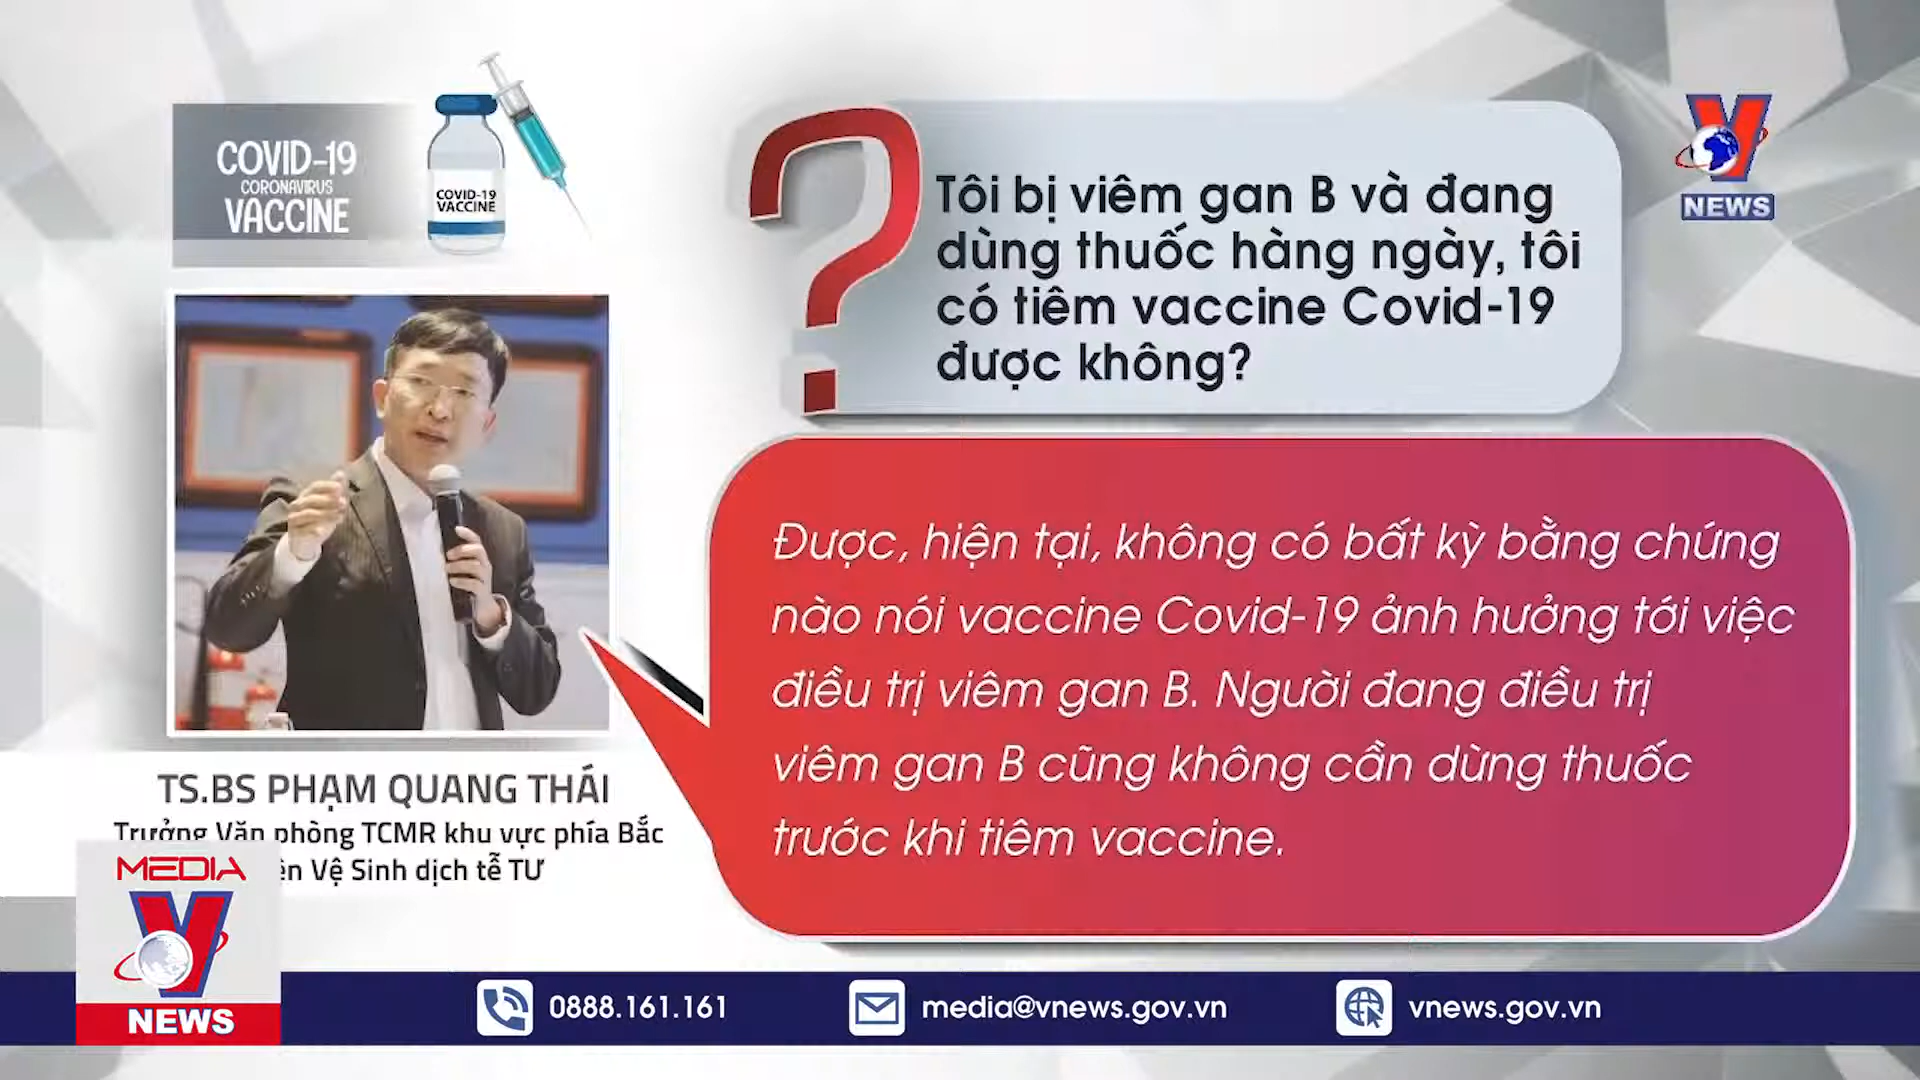 COVID-19
CORONAVIRUS
VACCINE
COVID-19
VACCINE
Tôi bị viêm gan B và đang
dùng thuốc hàng ngày, tôi
có tiêm vaccine Covid-19
được không?
V
NEWS
Được, hiện tại, không có bất kỳ bằng chứng
nào nói vaccine Covid-19 ảnh hưởng tới việc
điều trị viêm gan B. Người đang điều trị
viêm gan B cũng không cần dừng thuốc
trước khi tiêm vaccine.
TS.BS PHẠM QUANG THÁI
Trưởng Văn phòng TCMR khu vực phía Bắc
Vệ Sinh dịch tễ TƯ
MEDIA
V
NEWS
0888.161.161
media@vnews.gov.vn
vnews.gov.vn